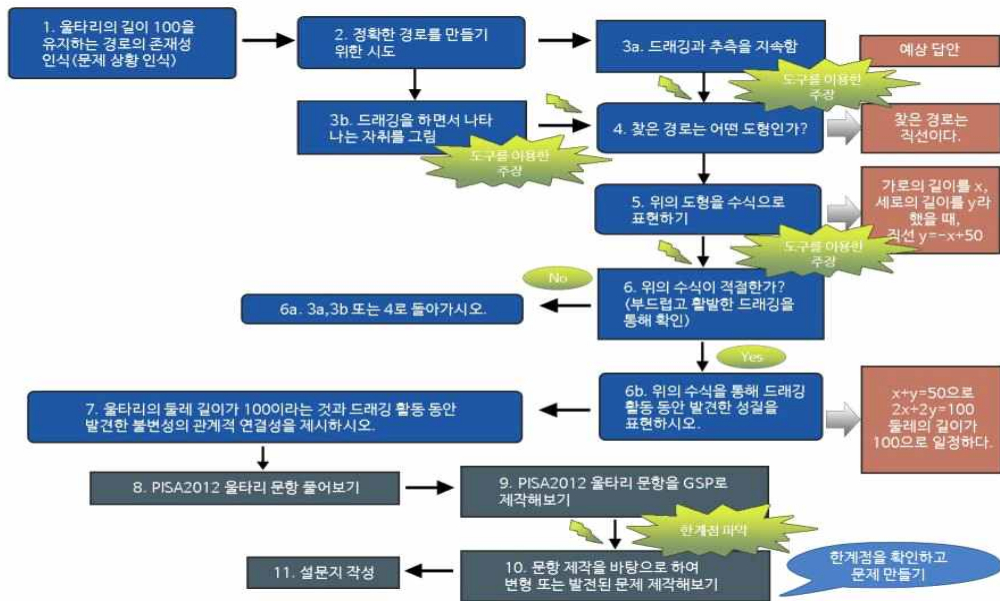 1. 울타리의 길이 100을
유지하는 경로의 존재성
인식(문제 상황 인식)
2. 정확한 경로를 만들기
위한 시도
3a. 드래깅과 추측을 지속함
예상 답안
도구를 이용한
주장
3b. 드래깅을 하면서 나타
나는 자취를 그림
도구를 이용한
주장
4. 찾은 경로는 어떤 도형인가?
찾은 경로는
직선이다.
5. 위의 도형을 수식으로
표현하기
가로의 길이를 x,
세로의 길이를 y라
했을 때,
직선 y=-x+50
도구를 이용한
주장
6. 위의 수식이 적절한가?
(부드럽고 활발한 드래깅을
통해 확인)
No
6a. 3a,3b 또는 4로 돌아가시오.
Yes
6b. 위의 수식을 통해 드래깅
활동 동안 발견한 성질을
표현하시오.
x+y=50으로
2x+2y=100
둘레의 길이가
100으로 일정하다.
7. 울타리의 둘레 길이가 100이라는 것과 드래깅 활동 동안
발견한 불변성의 관계적 연결성을 제시하시오.
8. PISA2012 울타리 문항 풀어보기
9. PISA2012 울타리 문항을 GSP로
제작해보기
한계점 파악
10. 문항 제작을 바탕으로 하여
변형 또는 발전된 문제 제작해보기
한계점을 확인하고
문제 만들기
11. 설문지 작성